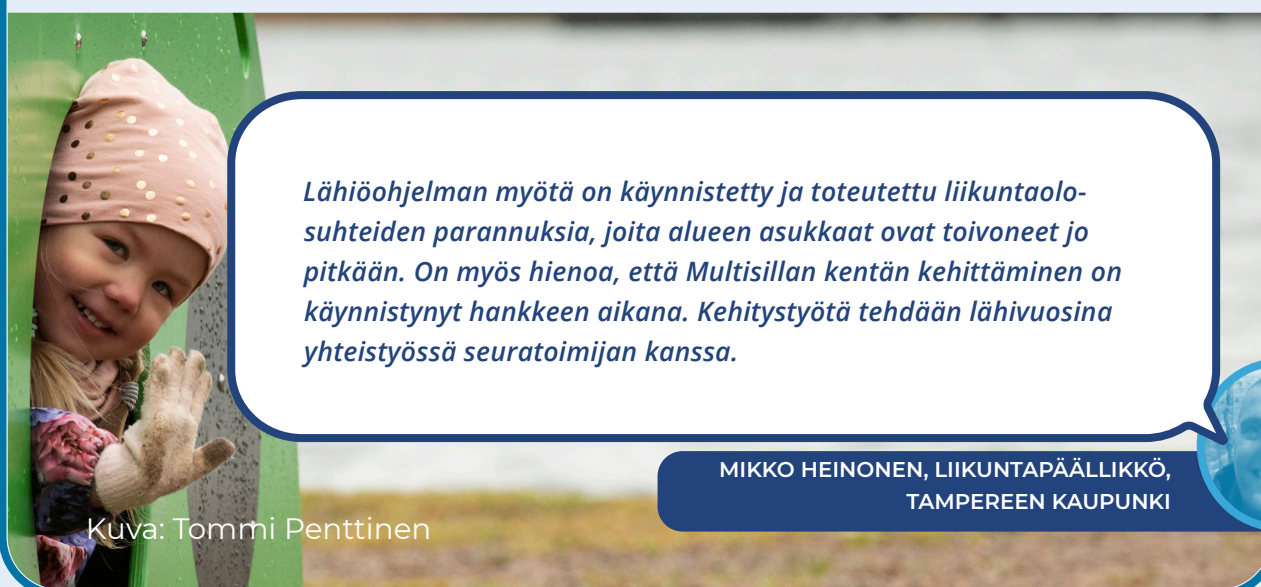 Lähiöohjelman myötä on käynnistetty ja toteutettu liikuntaolo-
suhteiden parannuksia, joita alueen asukkaat ovat toivoneet jo
pitkään. On myös hienoa, että Multisillan kentän kehittäminen on
käynnistynyt hankkeen aikana. Kehitystyötä tehdään lähivuosina
yhteistyössä seuratoimijan kanssa.
MIKKO HEINONEN, LIIKUNTAPÄÄLLIKKÖ,
TAMPEREEN KAUPUNKI
Kuva: Tommi Penttinen